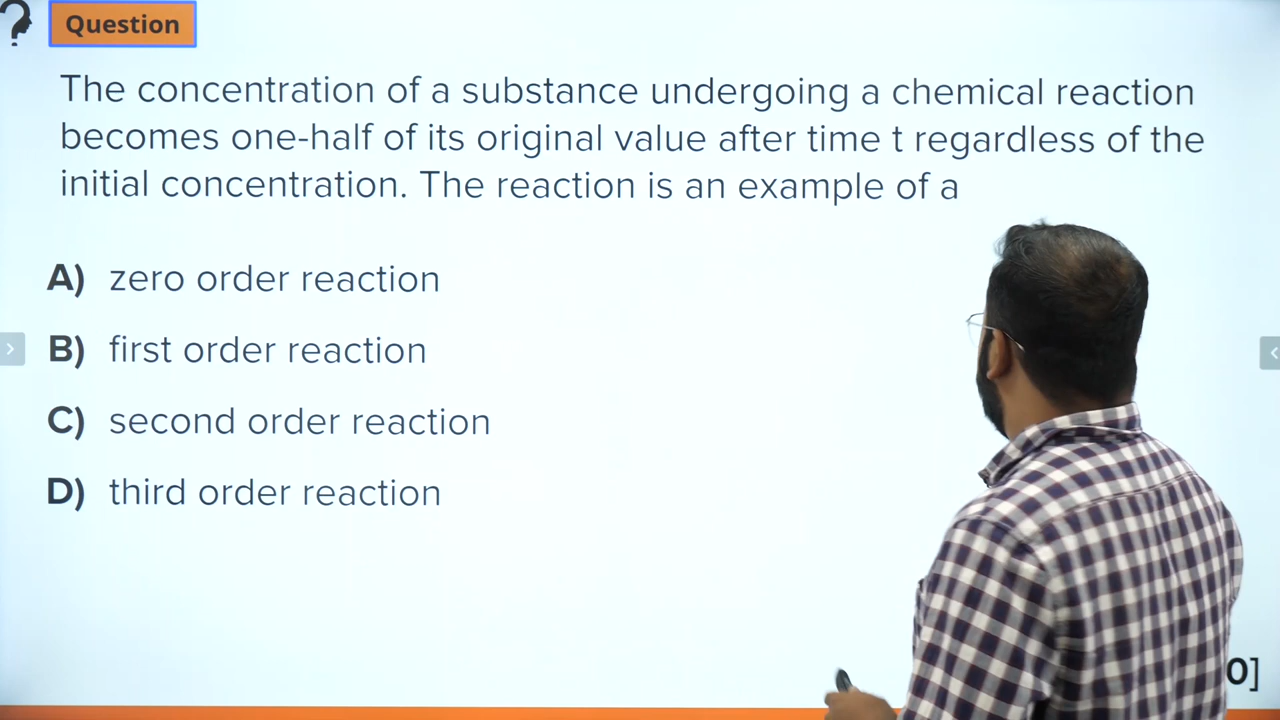 Question
The concentration of a substance undergoing a chemical reaction
becomes one-half of its original value after time t regardless of the
initial concentration. The reaction is an example of a
A) zero order reaction
B) first order reaction
C) second order reaction
D) third order reaction
0]